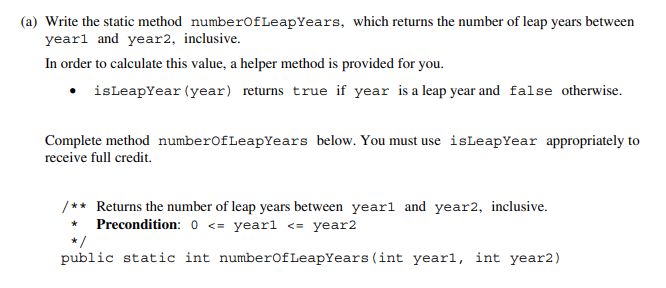 (a) Write the static method numberOfLeapYears, which returns the number of leap years between
year1 and year2, inclusive.
In order to calculate this value, a helper method is provided for you.
• isLeapYear(year) returns true if year is a leap year and false otherwise.
Complete method numberOfLeapYears below. You must use isLeapYear appropriately to
receive full credit.
/** Returns the number of leap years between year1 and year2, inclusive.
* Precondition: 0 <= year1 <= year2
*/
public static int numberOfLeapYears(int year1, int year2)